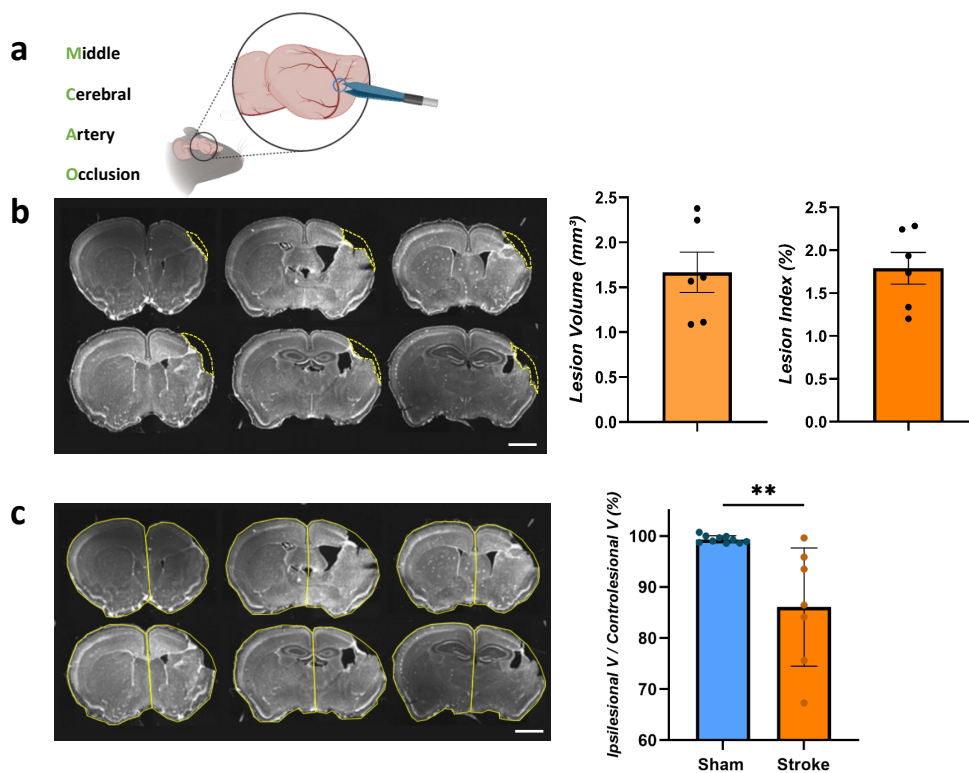 a
Middle
Cerebral
Artery
Occlusion
b
Lesion Volume (mm³)
2.5
2.0
1.5
1.0
0.5
0.0
Lesion Index (%)
2.5
2.0
1.5
1.0
0.5
0.0
c
Ipsilesional V / Controlesional V (%)
100
90
80
70
60
**
Sham
Stroke